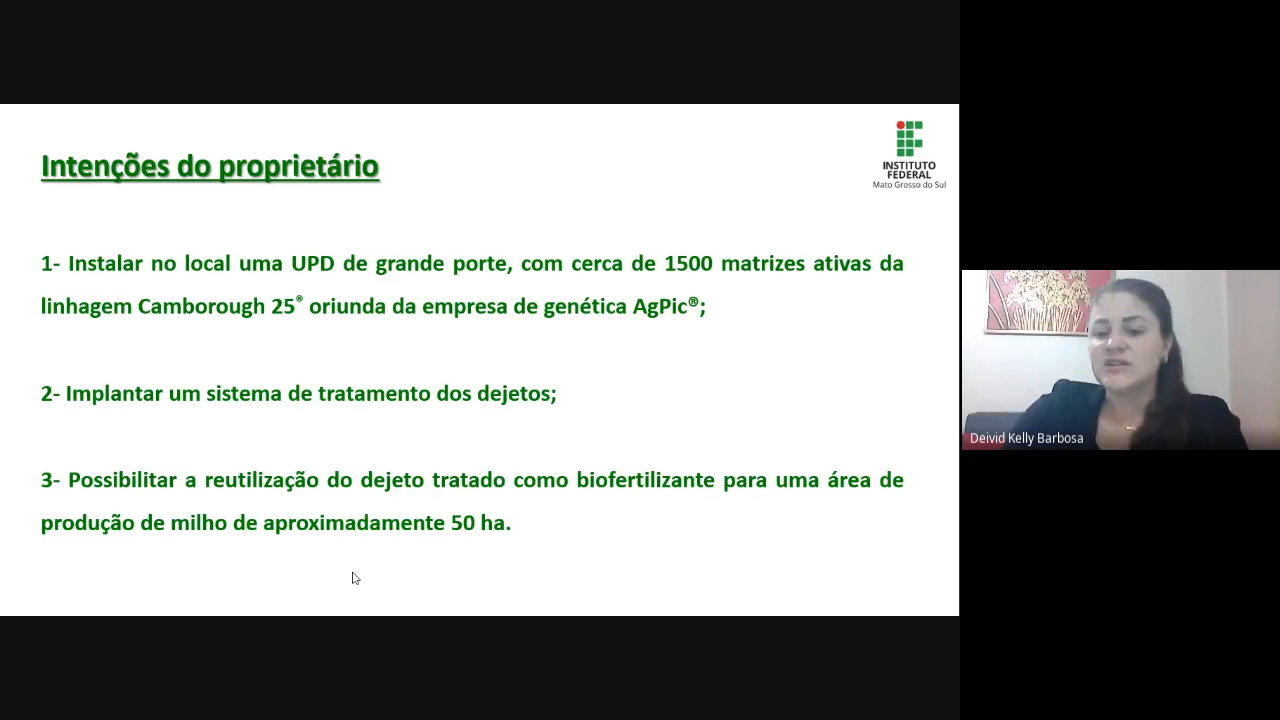 Intenções do proprietário
INSTITUTO
FEDERAL
Mato Grosso do Sul
1- Instalar no local uma UPD de grande porte, com cerca de 1500 matrizes ativas da
linhagem Camborough 25® oriunda da empresa de genética AgPic®;
2- Implantar um sistema de tratamento dos dejetos;
3- Possibilitar a reutilização do dejeto tratado como biofertilizante para uma área de
produção de milho de aproximadamente 50 ha.
Deivid Kelly Barbosa